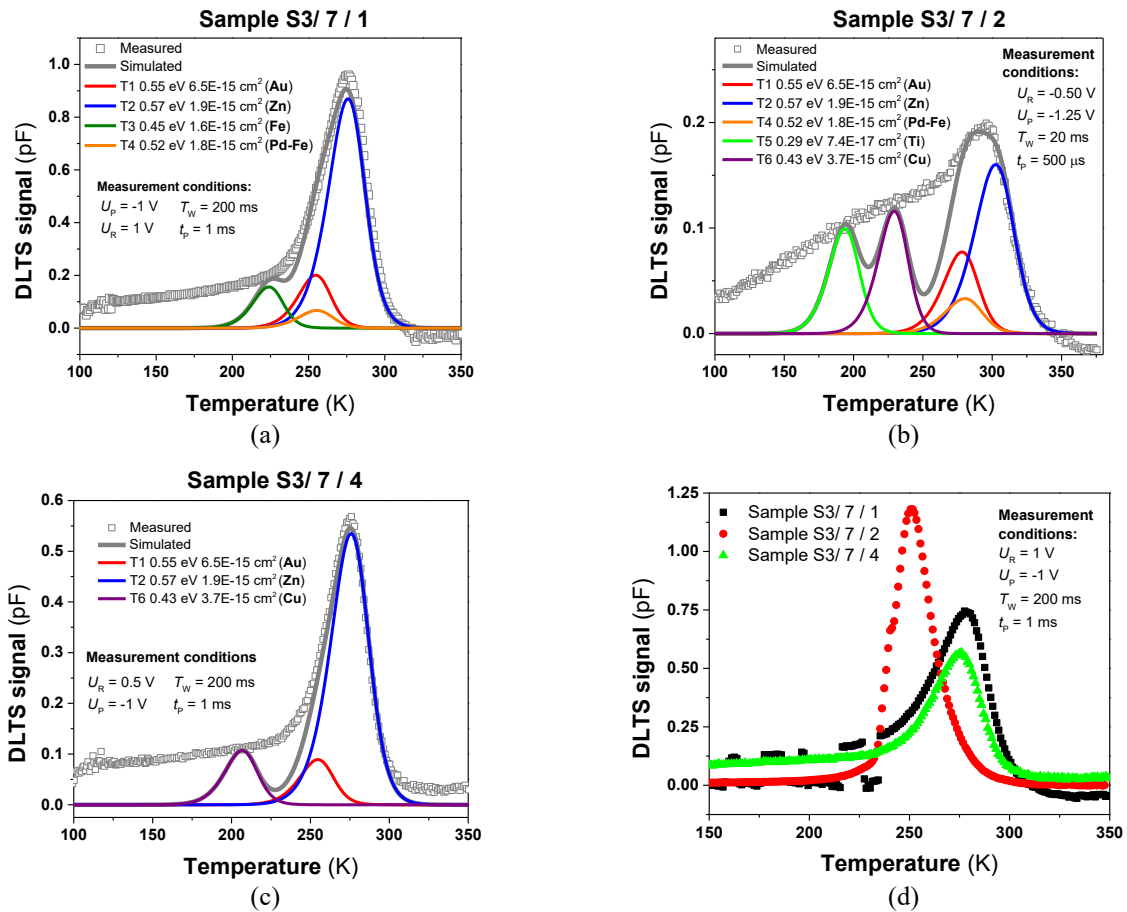 Sample S3/ 7 / 1
DLTS signal (pF)
1.0
0.8
0.6
0.4
0.2
0.0
Measured
Simulated
T1 0.55 eV 6.5E-15 cm² (Au)
T2 0.57 eV 1.9E-15 cm² (Zn)
T3 0.45 eV 1.6E-15 cm² (Fe)
T4 0.52 eV 1.8E-15 cm² (Pd-Fe)
Measurement conditions:
U_P = -1 V T_W = 200 ms
U_R = 1 V t_P = 1 ms
100 150 200 250 300 350
Temperature (K)
(a)
Sample S3/ 7 / 2
DLTS signal (pF)
0.2
0.1
0.0
Measured
Simulated
T1 0.55 eV 6.5E-15 cm² (Au)
T2 0.57 eV 1.9E-15 cm² (Zn)
T4 0.52 eV 1.8E-15 cm² (Pd-Fe)
T5 0.29 eV 7.4E-17 cm² (Ti)
T6 0.43 eV 3.7E-15 cm² (Cu)
Measurement
conditions:
U_R = -0.50 V
U_P = -1.25 V
T_W = 20 ms
t_P = 500 μs
100 150 200 250 300 350
Temperature (K)
(b)
Sample S3/ 7 / 4
DLTS signal (pF)
0.6
0.5
0.4
0.3
0.2
0.1
0.0
Measured
Simulated
T1 0.55 eV 6.5E-15 cm² (Au)
T2 0.57 eV 1.9E-15 cm² (Zn)
T6 0.43 eV 3.7E-15 cm² (Cu)
Measurement conditions
U_R = 0.5 V T_W = 200 ms
U_P = -1 V t_P = 1 ms
100 150 200 250 300 350
Temperature (K)
(c)
DLTS signal (pF)
1.25
1.00
0.75
0.50
0.25
0.00
Sample S3/ 7 / 1
Sample S3/ 7 / 2
Sample S3/ 7 / 4
Measurement
conditions:
U_R = 1 V
U_P = -1 V
T_W = 200 ms
t_P = 1 ms
150 200 250 300 350
Temperature (K)
(d)